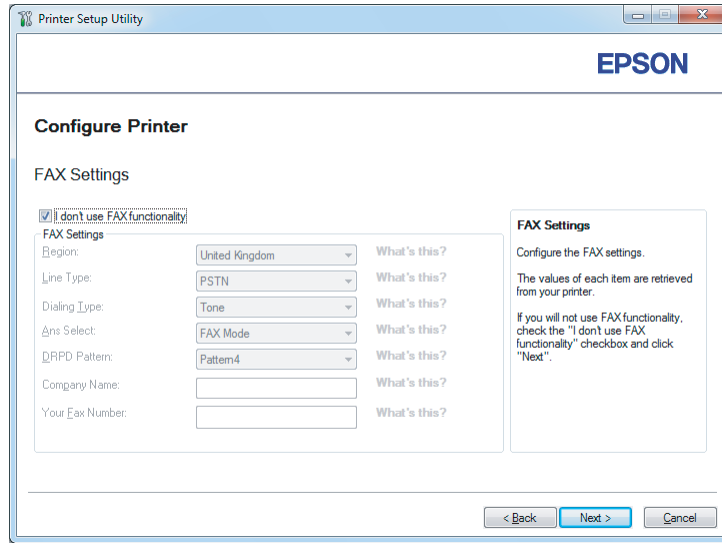 Printer Setup Utility
EPSON
Configure Printer
FAX Settings
I don't use FAX functionality
FAX Settings
Region: United Kingdom What's this?
Line Type: PSTN What's this?
Dialing Type: Tone What's this?
Ans Select: FAX Mode What's this?
DRPD Pattern: Pattern4 What's this?
Company Name: What's this?
Your Fax Number: What's this?
FAX Settings
Configure the FAX settings.
The values of each item are retrieved
from your printer.
If you will not use FAX functionality,
check the "I don't use FAX
functionality" checkbox and click
"Next".
< Back Next > Cancel